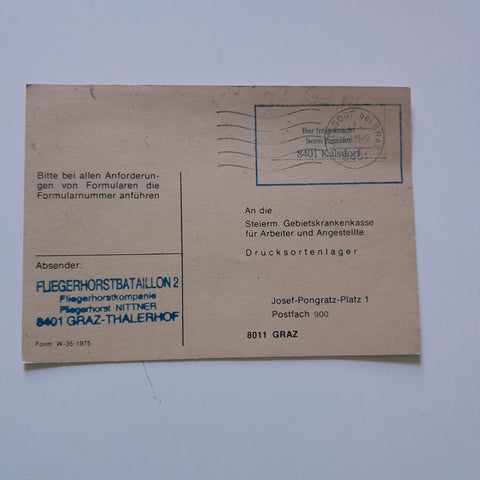 Bar freigemacht
beim Postamt
8401 Kalsdorf
Bitte bei allen Anforderun-
gen von Formularen die
Formularnummer anführen
An die
Steierm. Gebietskrankenkasse
für Arbeiter und Angestellte
Drucksortenlager
Absender:
FLIEGERHORSTBATAILLON 2
Fliegerhorstkompanie
Fliegerhorst NITTNER
8401 GRAZ-THALERHOF
Josef-Pongratz-Platz 1
Postfach 900
8011 GRAZ
Form W-35-1975